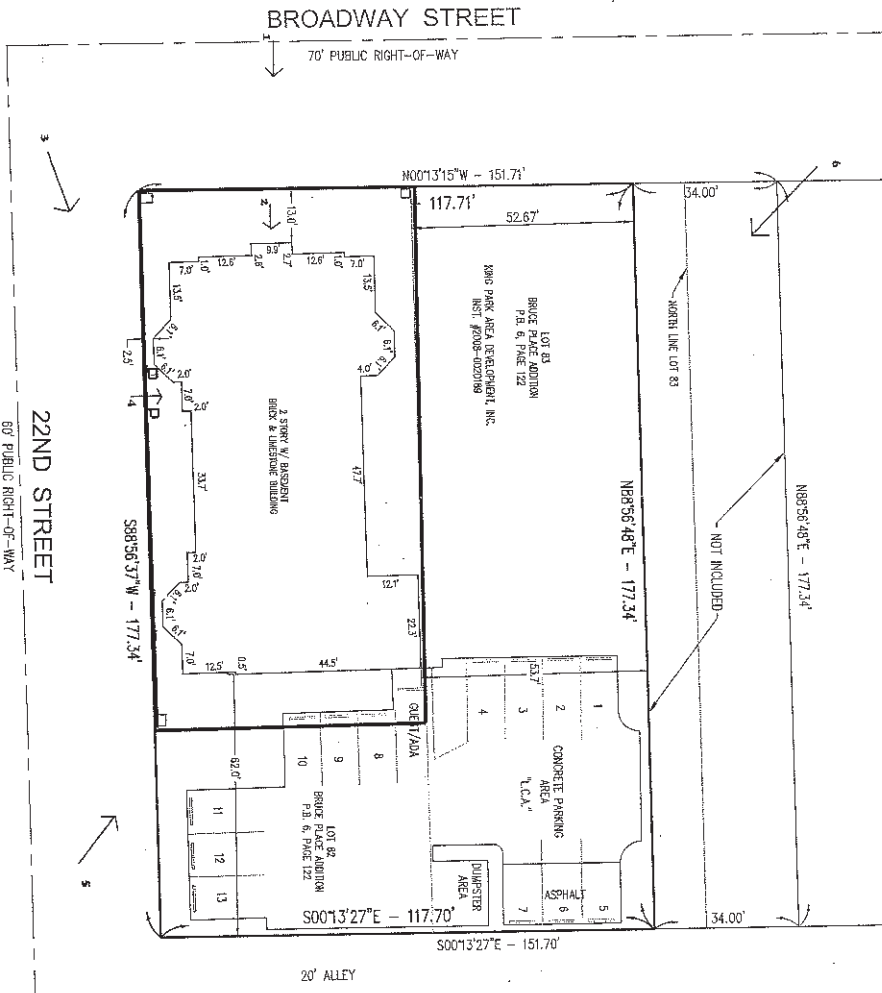 BROADWAY STREET
70' PUBLIC RIGHT-OF-WAY
1
3
6
N00°13'15"W - 151.71'
34.00'
117.71'
52.67'
13.0'
2
9.9'
7.0'
1.0'
12.6'
2.8'
2.7'
12.6'
1.0'
7.0'
13.5'
13.5'
6.1'
6.1'
6.1'
4.0'
6.1'
6.1'
6.1'
2.5'
2.0'
7.0'
2.0'
4
LOT 83
BRUCE PLACE ADDITION
P.B. 6, PAGE 122
KING PARK AREA DEVELOPMENT, INC.
INST. #2008-0020189
NORTH LINE LOT 83
NOT INCLUDED
N88°56'48"E - 177.34'
N88°56'48"E - 177.34'
2 STORY W/ BASEMENT
BRICK & LIMESTONE BUILDING
47.7'
33.7'
12.1'
22.3'
2.0'
7.0'
2.0'
6.1'
6.1'
6.1'
7.0'
12.5'
0.5'
44.5'
53.7'
22ND STREET
60' PUBLIC RIGHT-OF-WAY
S88°56'37"W - 177.34'
62.0'
GUEST/ADA
4
3
2
1
10
9
8
CONCRETE PARKING
AREA
"L.C.A."
LOT 82
BRUCE PLACE ADDITION
P.B. 6, PAGE 122
11
12
13
DUMPSTER
AREA
ASPHALT
7
6
5
5
S00°13'27"E - 117.70'
34.00'
S00°13'27"E - 151.70'
20' ALLEY